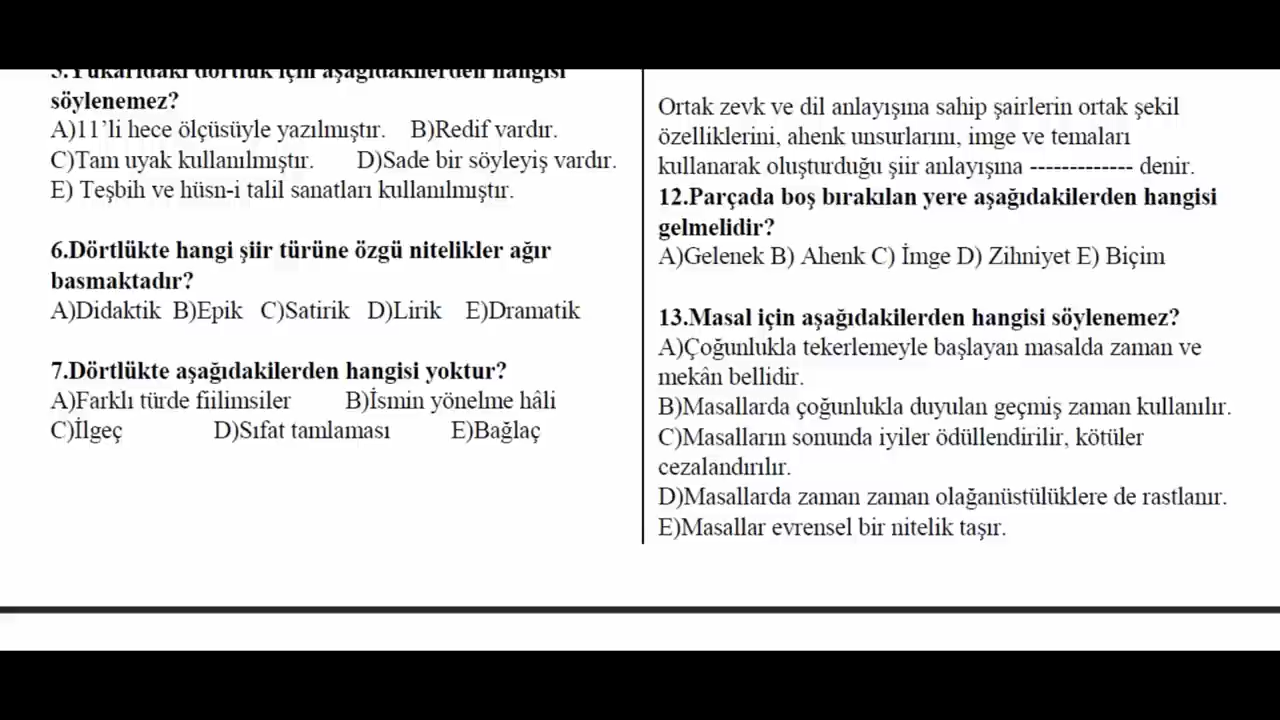 5.Yukarıdaki dörtlük için aşağıdakilerden hangisi
söylenemez?
A)11’li hece ölçüsüyle yazılmıştır. B)Redif vardır.
C)Tam uyak kullanılmıştır. D)Sade bir söyleyiş vardır.
E) Teşbih ve hüsn-i talil sanatları kullanılmıştır.
6.Dörtlükte hangi şiir türüne özgü nitelikler ağır
basmaktadır?
A)Didaktik B)Epik C)Satirik D)Lirik E)Dramatik
7.Dörtlükte aşağıdakilerden hangisi yoktur?
A)Farklı türde fiilimsiler B)İsmin yönelme hâli
C)İlgeç D)Sıfat tamlaması E)Bağlaç
Ortak zevk ve dil anlayışına sahip şairlerin ortak şekil
özelliklerini, ahenk unsurlarını, imge ve temaları
kullanarak oluşturduğu şiir anlayışına ------------- denir.
12.Parçada boş bırakılan yere aşağıdakilerden hangisi
gelmelidir?
A)Gelenek B) Ahenk C) İmge D) Zihniyet E) Biçim
13.Masal için aşağıdakilerden hangisi söylenemez?
A)Çoğunlukla tekerlemeyle başlayan masalda zaman ve
mekân bellidir.
B)Masallarda çoğunlukla duyulan geçmiş zaman kullanılır.
C)Masalların sonunda iyiler ödüllendirilir, kötüler
cezalandırılır.
D)Masallarda zaman zaman olağanüstülüklere de rastlanır.
E)Masallar evrensel bir nitelik taşır.